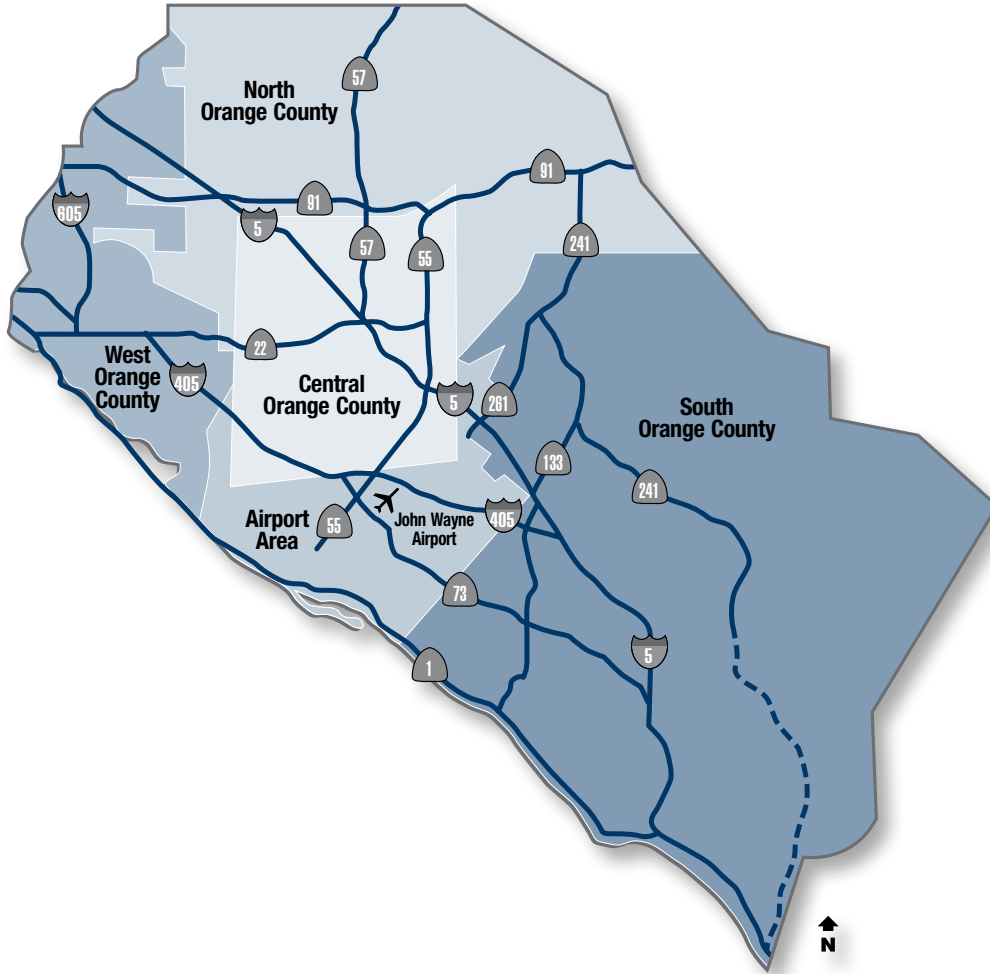 57
North
Orange County
91
91
605
5
57
55
241
22
West
Orange
County
405
Central
Orange County
5
261
South
Orange County
133
241
Airport
Area
55
John Wayne
Airport
405
73
5
1
N